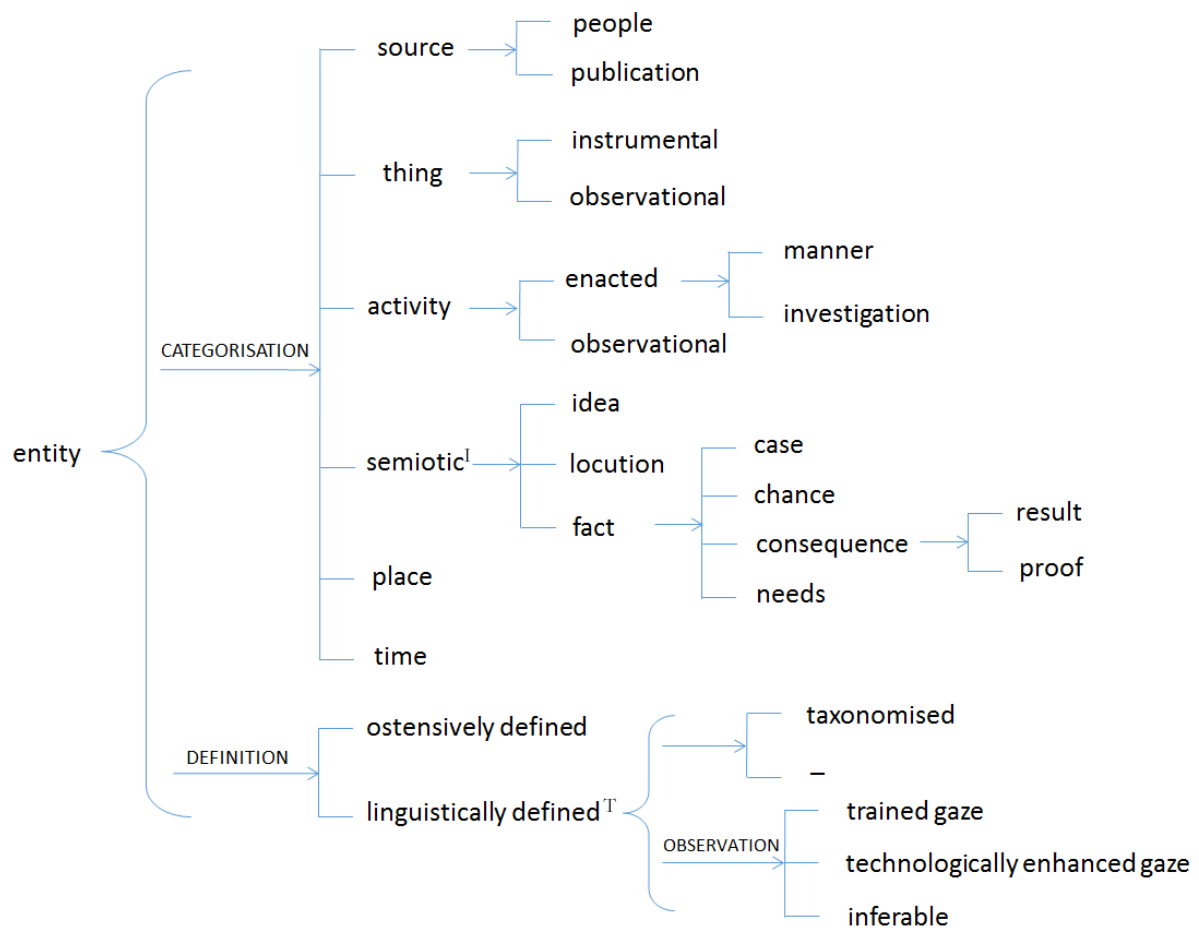 people
source
publication
instrumental
thing
observational
manner
enacted
activity
investigation
observational
CATEGORISATION
idea
case
entity
semioticᴵ
locution
chance
fact
result
consequence
proof
place
needs
time
taxonomised
ostensively defined
DEFINITION
–
linguistically definedᵀ
trained gaze
OBSERVATION
technologically enhanced gaze
inferable